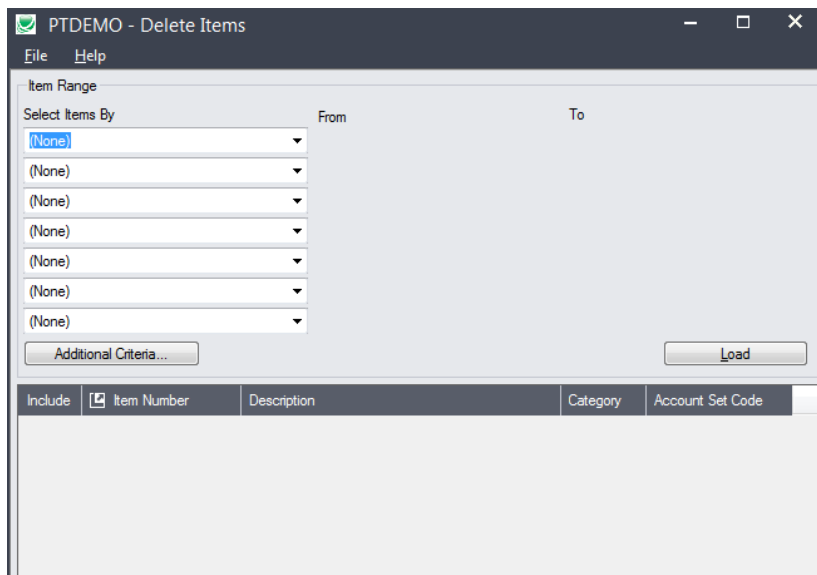 PTDEMO - Delete Items
File Help
Item Range
Select Items By From To
(None)
(None)
(None)
(None)
(None)
(None)
(None)
Additional Criteria... Load
Include Item Number Description Category Account Set Code